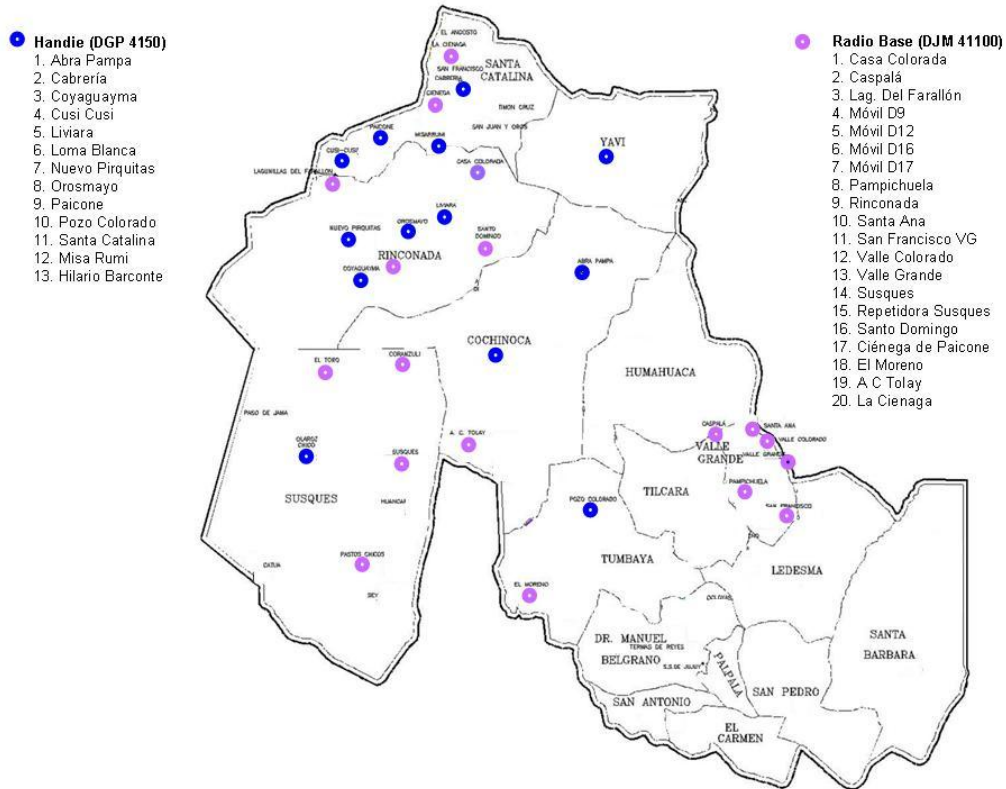 Handie (DGP 4150)
1. Abra Pampa
2. Cabrería
3. Coyaguayma
4. Cusi Cusi
5. Liviara
6. Loma Blanca
7. Nuevo Pirquitas
8. Orosmayo
9. Paicone
10. Pozo Colorado
11. Santa Catalina
12. Misa Rumi
13. Hilario Barconte
Radio Base (DJM 41100)
1. Casa Colorada
2. Caspalá
3. Lag. Del Farallón
4. Móvil D9
5. Móvil D12
6. Móvil D16
7. Móvil D17
8. Pampichuela
9. Rinconada
10. Santa Ana
11. San Francisco VG
12. Valle Colorado
13. Valle Grande
14. Susques
15. Repetidora Susques
16. Santo Domingo
17. Ciénega de Paicone
18. El Moreno
19. A C Tolay
20. La Cienaga
EL ANGOSTO
LA CIENAGA
SAN FRANCISCO
SANTA
CATALINA
CABRERIA
CIENEGA
TIMON CRUZ
SAN JUAN Y OROS
PAICONE
MISARRUMI
YAVI
CUSI-CUSI
CASA COLORADA
LAGUNILLAS DEL FARALLON
LIVIARA
OROSMAYO
NUEVO PIRQUITAS
SANTO
DOMINGO
RINCONADA
COYAGUAYMA
ABRA PAMPA
COCHINOCA
EL TORO
CORANZULI
HUMAHUACA
PASO DE JAMA
CASPALÁ
SANTA ANA
VALLE COLORADO
VALLE
GRANDE
VALLE GRANDE
OLAROZ
CHICO
A. C. TOLAY
SUSQUES
PAMPICHUELA
TILCARA
SUSQUES
HUANCAR
POZO COLORADO
SAN FRANCISCO
PASTOS CHICOS
CATUA
SEY
TUMBAYA
LEDESMA
EL MORENO
DR. MANUEL
BELGRANO
TERMAS DE REYES
S.S.DE JUJUY
PALPALA
SANTA
BARBARA
SAN PEDRO
SAN ANTONIO
EL
CARMEN